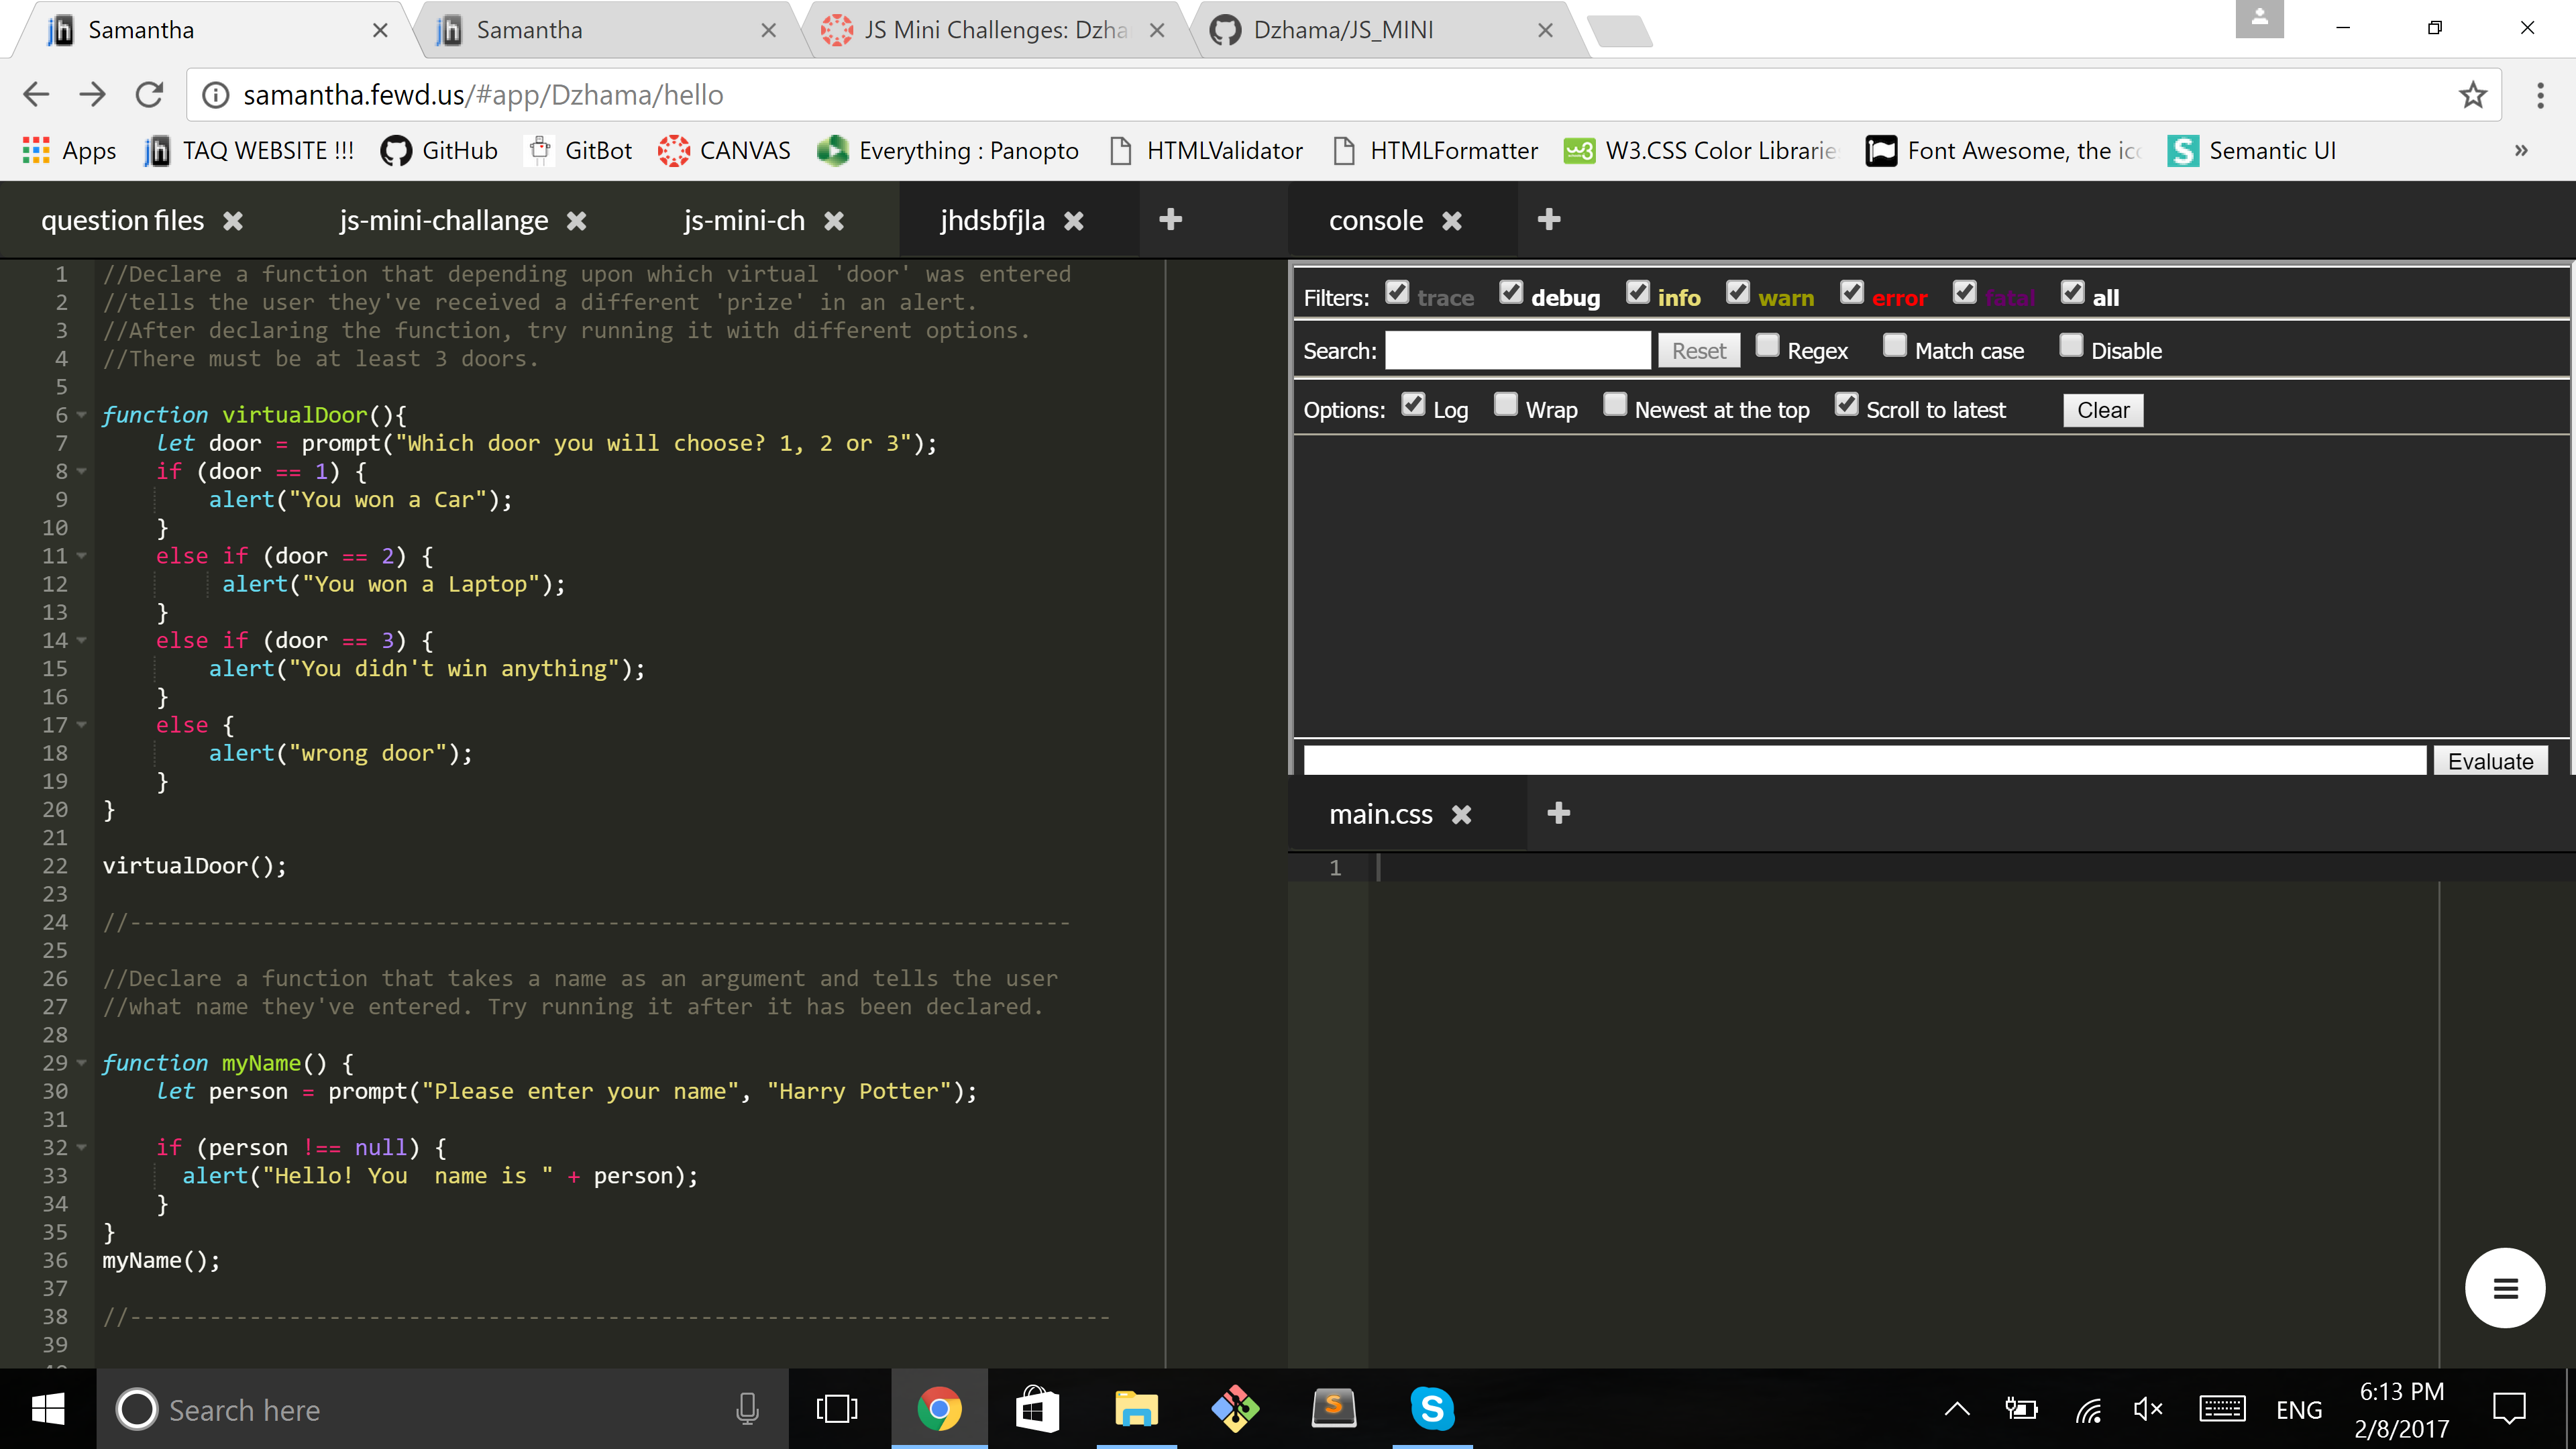 Samantha
Samantha
JS Mini Challenges: Dzha
Dzhama/JS_MINI
samantha.fewd.us/#app/Dzhama/hello
Apps
TAQ WEBSITE !!!
GitHub
GitBot
CANVAS
Everything : Panopto
HTMLValidator
HTMLFormatter
W3.CSS Color Librarie
Font Awesome, the ic
Semantic UI
»
question files
js-mini-challange
js-mini-ch
jhdsbfjla
1 //Declare a function that depending upon which virtual 'door' was entered
2 //tells the user they've received a different 'prize' in an alert.
3 //After declaring the function, try running it with different options.
4 //There must be at least 3 doors.
5
6 function virtualDoor(){
7 let door = prompt("Which door you will choose? 1, 2 or 3");
8 if (door == 1) {
9 alert("You won a Car");
10 }
11 else if (door == 2) {
12 alert("You won a Laptop");
13 }
14 else if (door == 3) {
15 alert("You didn't win anything");
16 }
17 else {
18 alert("wrong door");
19 }
20 }
21
22 virtualDoor();
23
24 //-----------------------------------------------------------------------
25
26 //Declare a function that takes a name as an argument and tells the user
27 //what name they've entered. Try running it after it has been declared.
28
29 function myName() {
30 let person = prompt("Please enter your name", "Harry Potter");
31
32 if (person !== null) {
33 alert("Hello! You  name is " + person);
34 }
35 }
36 myName();
37
38 //--------------------------------------------------------------------------
39
console
Filters: trace debug info warn error fatal all
Search: Reset Regex Match case Disable
Options: Log Wrap Newest at the top Scroll to latest Clear
Evaluate
main.css
1
Search here
ENG
6:13 PM
2/8/2017